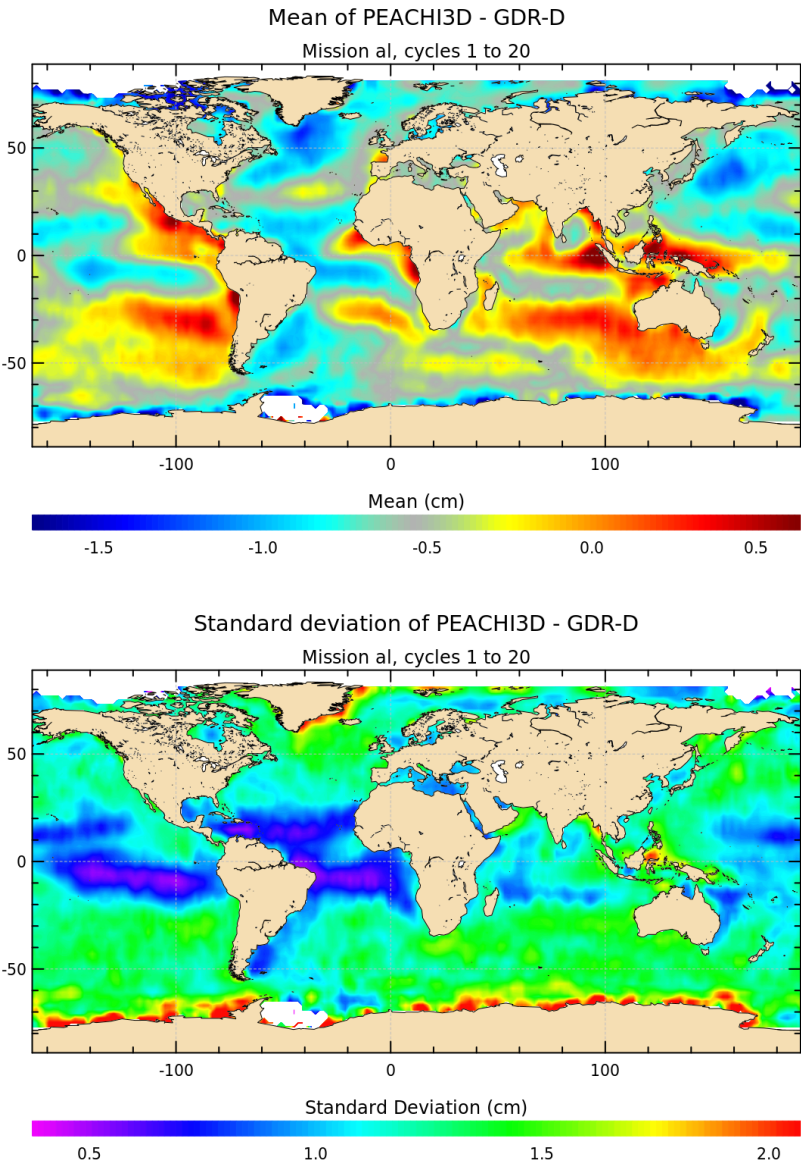 Mean of PEACHI3D - GDR-D
Mission al, cycles 1 to 20
50
0
-50
-100 0 100
Mean (cm)
-1.5 -1.0 -0.5 0.0 0.5
Standard deviation of PEACHI3D - GDR-D
Mission al, cycles 1 to 20
50
0
-50
-100 0 100
Standard Deviation (cm)
0.5 1.0 1.5 2.0